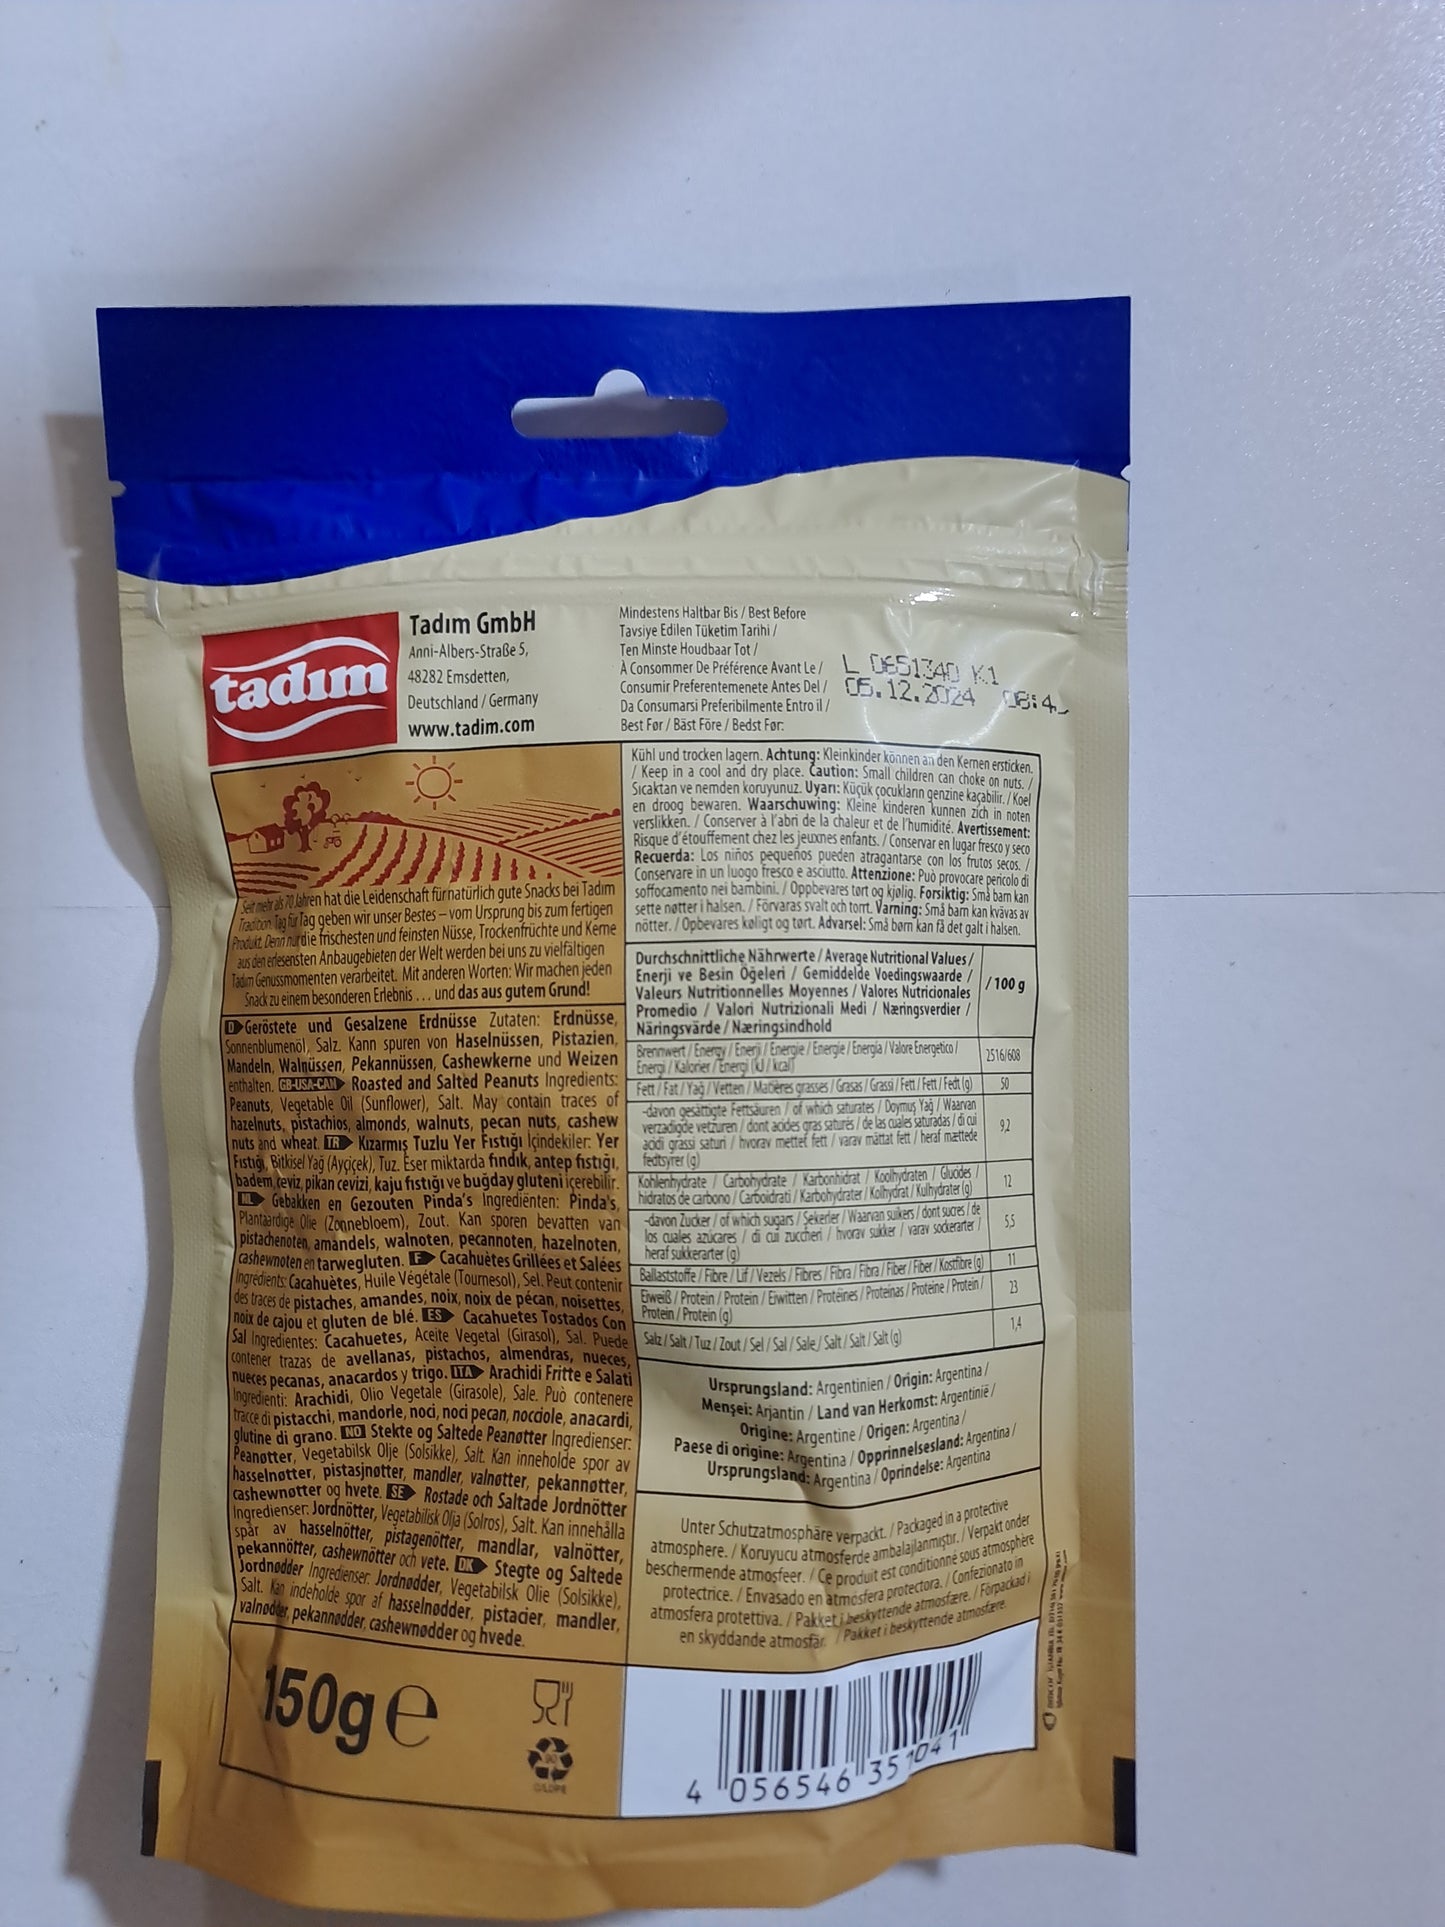 tadım
Tadım GmbH
Anni-Albers-Straße 5,
48282 Emsdetten,
Deutschland / Germany
www.tadim.com
Mindestens Haltbar Bis / Best Before
Tavsiye Edilen Tüketim Tarihi /
Ten Minste Houdbaar Tot /
À Consommer De Préférence Avant Le /
Consumir Preferentemenete Antes Del /
Da Consumarsi Preferibilmente Entro il /
Best Før / Bäst Före / Bedst Før:
L 0651340 K1
05.12.2024
Seit mehr als 70 Jahren hat die Leidenschaft für natürlich gute Snacks bei Tadım
Tradition. Tag für Tag geben wir unser Bestes – vom Ursprung bis zum fertigen
Produkt. Denn nur die frischesten und feinsten Nüsse, Trockenfrüchte und Kerne
aus den erlesensten Anbaugebieten der Welt werden bei uns zu vielfältigen
Tadım Genussmomenten verarbeitet. Mit anderen Worten: Wir machen jeden
Snack zu einem besonderen Erlebnis ... und das aus gutem Grund!
D Geröstete und Gesalzene Erdnüsse Zutaten: Erdnüsse,
Sonnenblumenöl, Salz. Kann spuren von Haselnüssen, Pistazien,
Mandeln, Walnüssen, Pekannüssen, Cashewkerne und Weizen
enthalten. GB-USA-CAN Roasted and Salted Peanuts Ingredients:
Peanuts, Vegetable Oil (Sunflower), Salt. May contain traces of
hazelnuts, pistachios, almonds, walnuts, pecan nuts, cashew
nuts and wheat. TR Kızarmış Tuzlu Yer Fıstığı İçindekiler: Yer
Fıstığı, Bitkisel Yağ (Ayçiçek), Tuz. Eser miktarda fındık, antep fıstığı,
badem, ceviz, pikan cevizi, kaju fıstığı ve buğday gluteni içerebilir.
NL Gebakken en Gezouten Pinda's Ingrediënten: Pinda's,
Plantaardige Olie (Zonnebloem), Zout. Kan sporen bevatten van
pistachenoten, amandels, walnoten, pecannoten, hazelnoten,
cashewnoten en tarwegluten. F Cacahuètes Grillées et Salées
Ingrédients: Cacahuètes, Huile Végétale (Tournesol), Sel. Peut contenir
des traces de pistaches, amandes, noix, noix de pécan, noisettes,
noix de cajou et gluten de blé. ES Cacahuetes Tostados Con
Sal Ingredientes: Cacahuetes, Aceite Vegetal (Girasol), Sal. Puede
contener trazas de avellanas, pistachos, almendras, nueces,
nueces pecanas, anacardos y trigo. ITA Arachidi Fritte e Salati
Ingredienti: Arachidi, Olio Vegetale (Girasole), Sale. Può contenere
tracce di pistacchi, mandorle, noci, noci pecan, nocciole, anacardi,
glutine di grano. NO Stekte og Saltede Peanøtter Ingredienser:
Peanøtter, Vegetabilsk Olje (Solsikke), Salt. Kan inneholde spor av
hasselnøtter, pistasjnøtter, mandler, valnøtter, pekannøtter,
cashewnøtter og hvete. SE Rostade och Saltade Jordnötter
Ingredienser: Jordnötter, Vegetabilisk Olja (Solros), Salt. Kan innehålla
spår av hasselnötter, pistagenötter, mandlar, valnötter,
pekannötter, cashewnötter och vete. DK Stegte og Saltede
Jordnødder Ingredienser: Jordnødder, Vegetabilsk Olie (Solsikke),
Salt. Kan indeholde spor af hasselnødder, pistacier, mandler,
valnødder, pekannødder, cashewnødder og hvede.
150g e
Kühl und trocken lagern. Achtung: Kleinkinder können an den Kernen ersticken.
/ Keep in a cool and dry place. Caution: Small children can choke on nuts. /
Sıcaktan ve nemden koruyunuz. Uyarı: Küçük çocukların genzine kaçabilir. / Koel
en droog bewaren. Waarschuwing: Kleine kinderen kunnen zich in noten
verslikken. / Conserver à l'abri de la chaleur et de l'humidité. Avertissement:
Risque d'étouffement chez les jeuxnes enfants. / Conservar en lugar fresco y seco
Recuerda: Los niños pequeños pueden atragantarse con los frutos secos. /
Conservare in un luogo fresco e asciutto. Attenzione: Può provocare pericolo di
soffocamento nei bambini. / Oppbevares tørt og kjølig. Forsiktig: Små barn kan
sette nøtter i halsen. / Förvaras svalt och torrt. Varning: Små barn kan kvävas av
nötter. / Opbevares køligt og tørt. Advarsel: Små børn kan få det galt i halsen.
Durchschnittliche Nährwerte / Average Nutritional Values /
Enerji ve Besin Öğeleri / Gemiddelde Voedingswaarde /
Valeurs Nutritionnelles Moyennes / Valores Nutricionales
Promedio / Valori Nutrizionali Medi / Næringsverdier /
Näringsvärde / Næringsindhold
/ 100 g
Brennwert / Energy / Enerji / Energie / Energie / Energía / Valore Energetico /
Energi / Kalorier / Energi (kJ / kcal)
2516/608
Fett / Fat / Yağ / Vetten / Matières grasses / Grasas / Grassi / Fett / Fett / Fedt (g)
50
-davon gesättigte Fettsäuren / of which saturates / Doymuş Yağ / Waarvan
verzadigde vetzuren / dont acides gras saturés / de las cuales saturadas / di cui
acidi grassi saturi / hvorav mettet fett / varav mättat fett / heraf mættede
fedtsyrer (g)
9,2
Kohlenhydrate / Carbohydrate / Karbonhidrat / Koolhydraten / Glucides /
hidratos de carbono / Carboidrati / Karbohydrater / Kolhydrat / Kulhydrater (g)
12
-davon Zucker / of which sugars / Şekerler / Waarvan suikers / dont sucres / de
los cuales azúcares / di cui zuccheri / hvorav sukker / varav sockerarter /
heraf sukkerarter (g)
5,5
Ballaststoffe / Fibre / Lif / Vezels / Fibres / Fibra / Fibra / Fiber / Fiber / Kostfibre (g)
11
Eiweiß / Protein / Protein / Eiwitten / Protéines / Proteínas / Proteine / Protein /
Protein / Protein (g)
23
Salz / Salt / Tuz / Zout / Sel / Sal / Sale / Salt / Salt / Salt (g)
1,4
Ursprungsland: Argentinien / Origin: Argentina /
Menşei: Arjantin / Land van Herkomst: Argentinië /
Origine: Argentine / Origen: Argentina /
Paese di origine: Argentina / Opprinnelsesland: Argentina /
Ursprungsland: Argentina / Oprindelse: Argentina
Unter Schutzatmosphäre verpackt. / Packaged in a protective
atmosphere. / Koruyucu atmosferde ambalajlanmıştır. / Verpakt onder
beschermende atmosfeer. / Ce produit est conditionné sous atmosphère
protectrice. / Envasado en atmósfera protectora. / Confezionato in
atmosfera protettiva. / Pakket i beskyttende atmosfære. / Förpackad i
en skyddande atmosfär. / Pakket i beskyttende atmosfære.
4 056546 351041